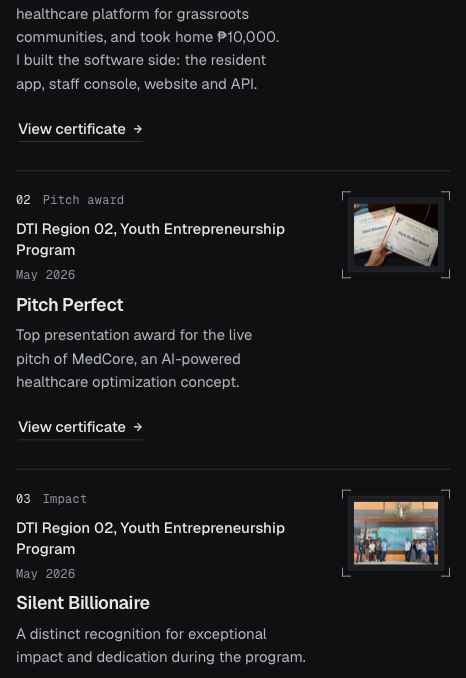 healthcare platform for grassroots
communities, and took home ₱10,000.
I built the software side: the resident
app, staff console, website and API.
View certificate →
02 Pitch award
DTI Region 02, Youth Entrepreneurship
Program
May 2026
Pitch Perfect
Top presentation award for the live
pitch of MedCore, an AI-powered
healthcare optimization concept.
View certificate →
03 Impact
DTI Region 02, Youth Entrepreneurship
Program
May 2026
Silent Billionaire
A distinct recognition for exceptional
impact and dedication during the program.